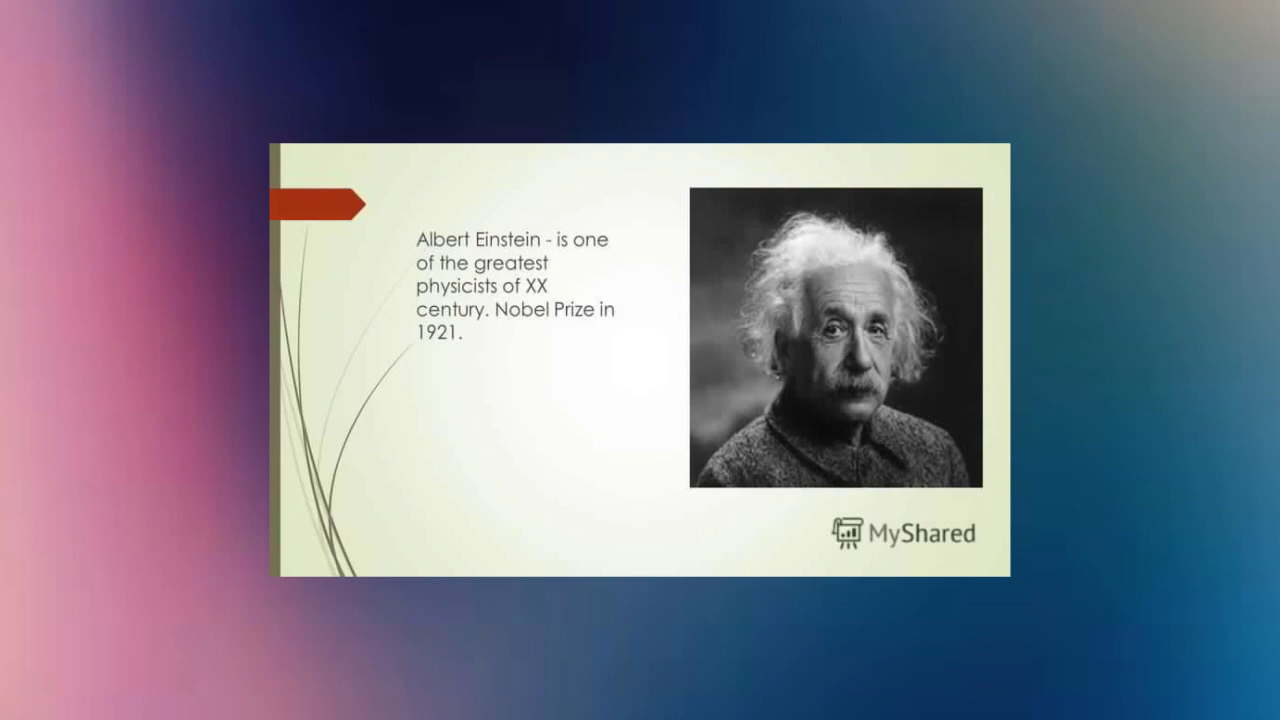 Albert Einstein - is one
of the greatest
physicists of XX
century. Nobel Prize in
1921.
MyShared